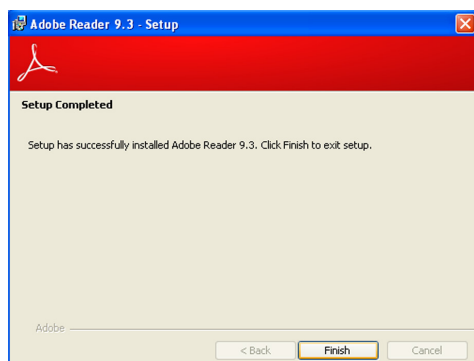 Adobe Reader 9.3 - Setup
Setup Completed
Setup has successfully installed Adobe Reader 9.3. Click Finish to exit setup.
Adobe
< Back Finish Cancel